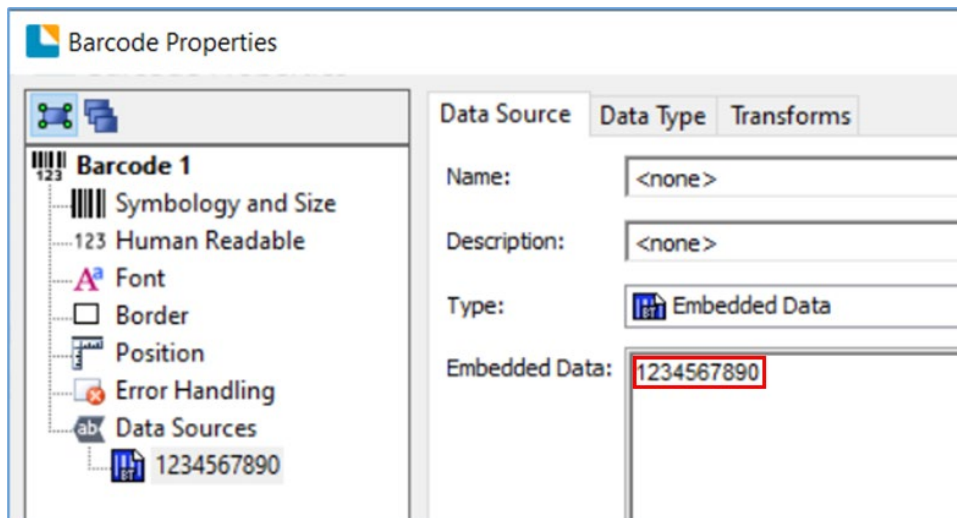 Barcode Properties
Barcode 1
Symbology and Size
123 Human Readable
Font
Border
Position
Error Handling
Data Sources
1234567890
Data Source
Data Type
Transforms
Name:
<none>
Description:
<none>
Type:
Embedded Data
Embedded Data:
1234567890